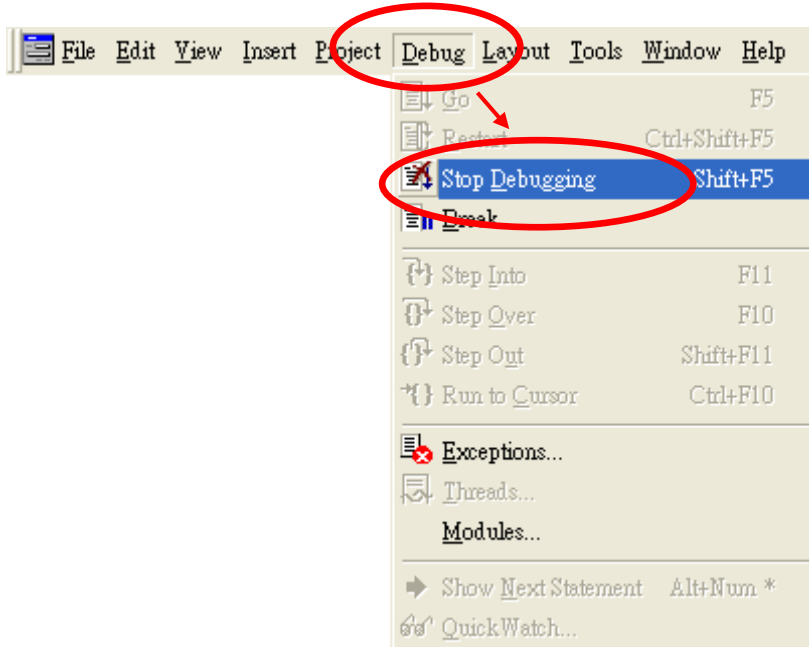 File Edit View Insert Project Debug Layout Tools Window Help
Go F5
Restart Ctrl+Shift+F5
Stop Debugging Shift+F5
Break
Step Into F11
Step Over F10
Step Out Shift+F11
Run to Cursor Ctrl+F10
Exceptions...
Threads...
Modules...
Show Next Statement Alt+Num *
QuickWatch...